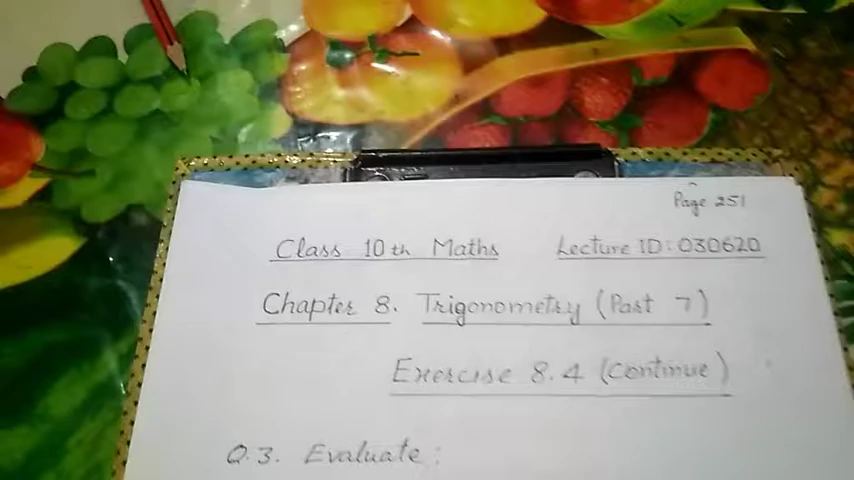 Page 251
Class 10th Maths Lecture ID: 030620
Chapter 8. Trigonometry (Part 7)
Exercise 8.4 (Continue)
Q.3. Evaluate: